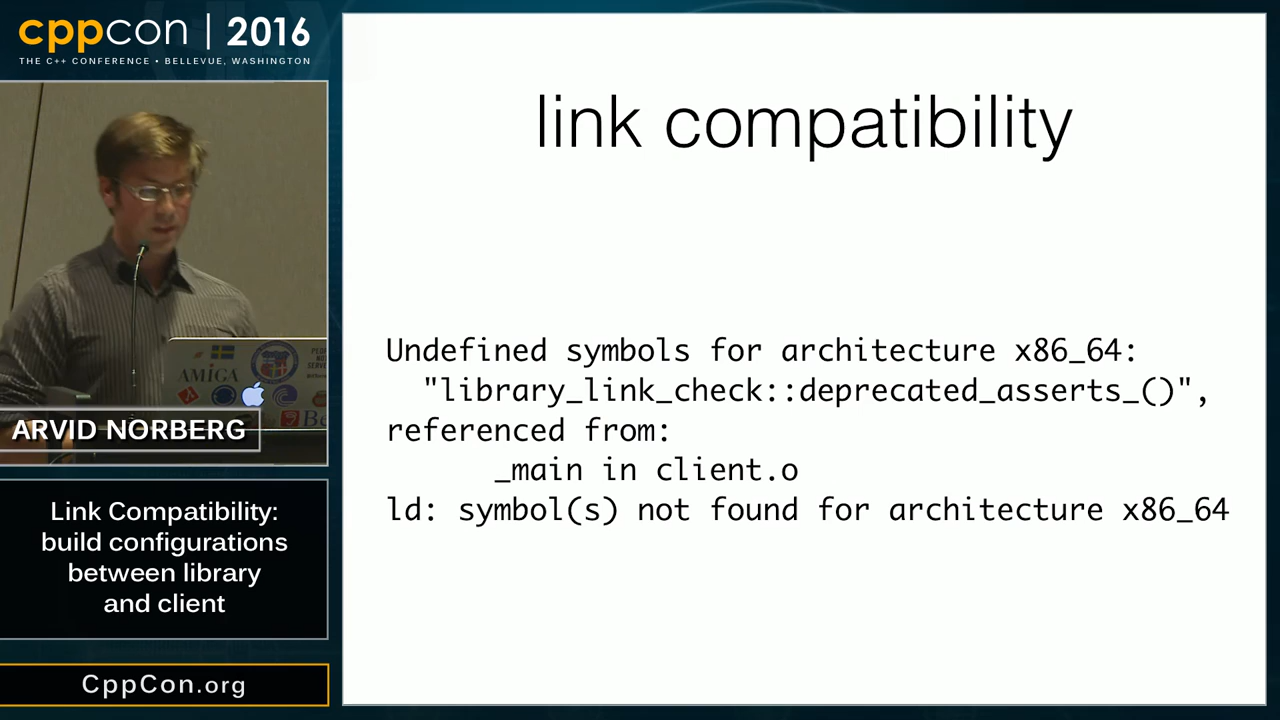 cppcon | 2016
THE C++ CONFERENCE • BELLEVUE, WASHINGTON
link compatibility
Undefined symbols for architecture x86_64:
"library_link_check::deprecated_asserts_()",
referenced from:
_main in client.o
ld: symbol(s) not found for architecture x86_64
AMIGA
ARVID NORBERG
Link Compatibility:
build configurations
between library
and client
CppCon.org